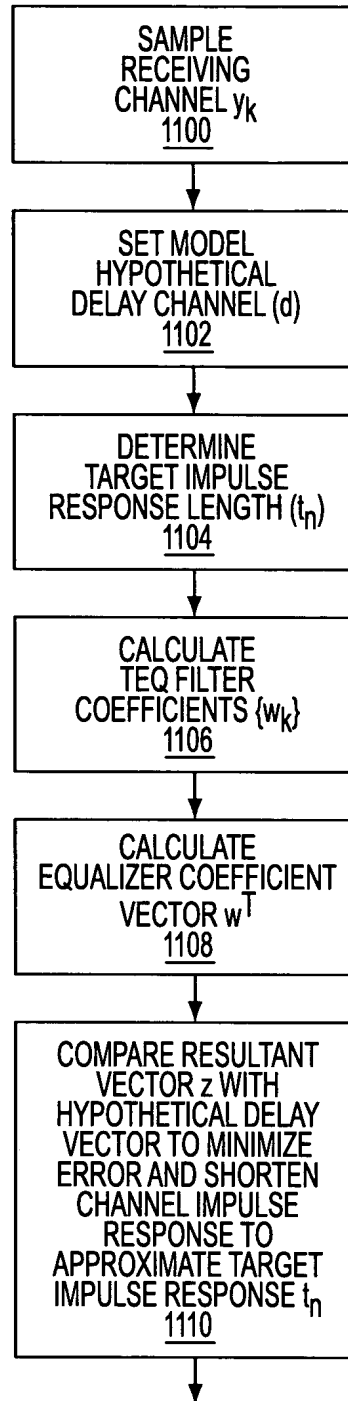 SAMPLE
RECEIVING
CHANNEL yk
1100
SET MODEL
HYPOTHETICAL
DELAY CHANNEL (d)
1102
DETERMINE
TARGET IMPULSE
RESPONSE LENGTH (tn)
1104
CALCULATE
TEQ FILTER
COEFFICIENTS {wk}
1106
CALCULATE
EQUALIZER COEFFICIENT
VECTOR wT
1108
COMPARE RESULTANT
VECTOR z WITH
HYPOTHETICAL DELAY
VECTOR TO MINIMIZE
ERROR AND SHORTEN
CHANNEL IMPULSE
RESPONSE TO
APPROXIMATE TARGET
IMPULSE RESPONSE tn
1110